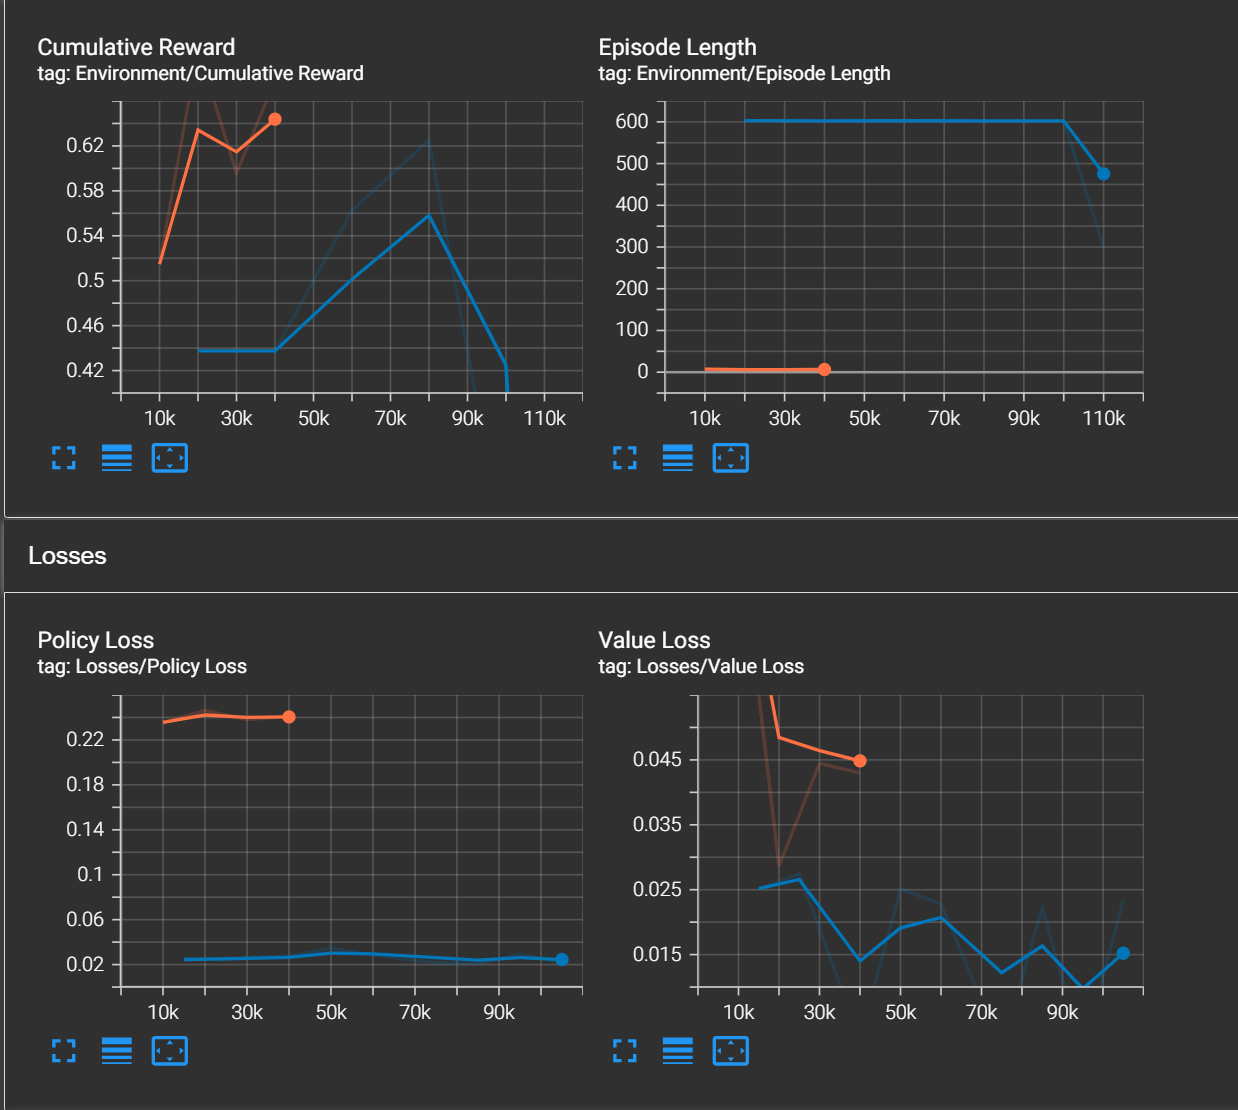 Cumulative Reward
tag: Environment/Cumulative Reward
0.62
0.58
0.54
0.5
0.46
0.42
10k 30k 50k 70k 90k 110k
Episode Length
tag: Environment/Episode Length
600
500
400
300
200
100
0
10k 30k 50k 70k 90k 110k
Losses
Policy Loss
tag: Losses/Policy Loss
0.22
0.18
0.14
0.1
0.06
0.02
10k 30k 50k 70k 90k
Value Loss
tag: Losses/Value Loss
0.045
0.035
0.025
0.015
10k 30k 50k 70k 90k